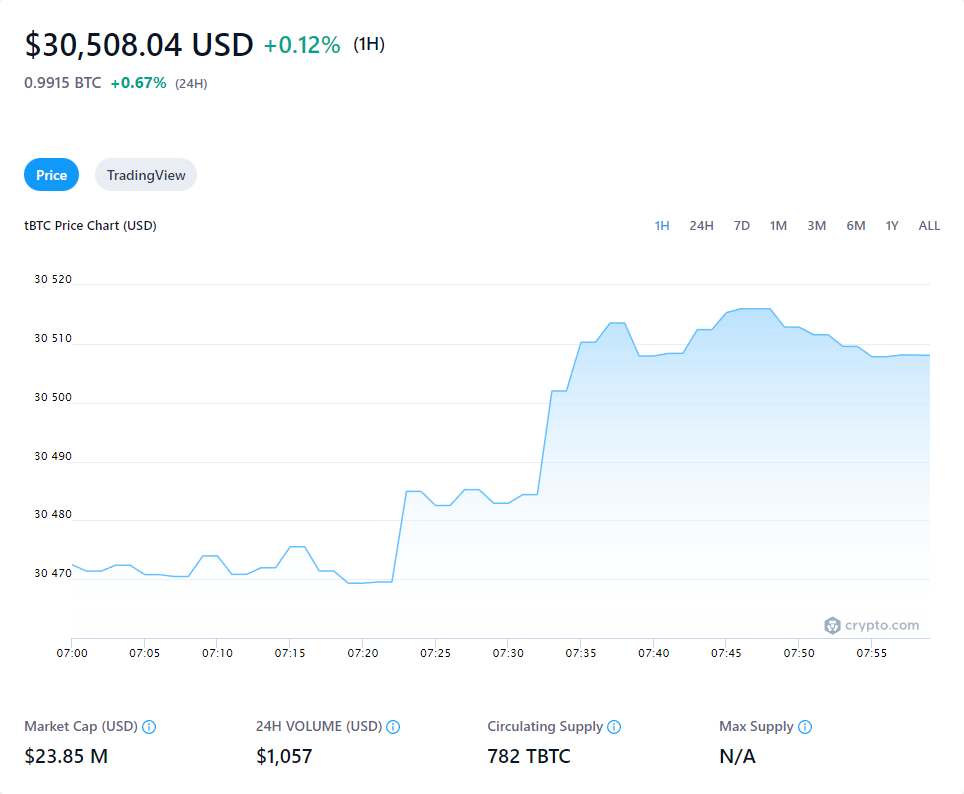 $30,508.04 USD +0.12% (1H)
0.9915 BTC +0.67% (24H)
Price TradingView
tBTC Price Chart (USD) 1H 24H 7D 1M 3M 6M 1Y ALL
30 520
30 510
30 500
30 490
30 480
30 470
crypto.com
07:00 07:05 07:10 07:15 07:20 07:25 07:30 07:35 07:40 07:45 07:50 07:55
Market Cap (USD) 24H VOLUME (USD) Circulating Supply Max Supply
$23.85 M $1,057 782 TBTC N/A